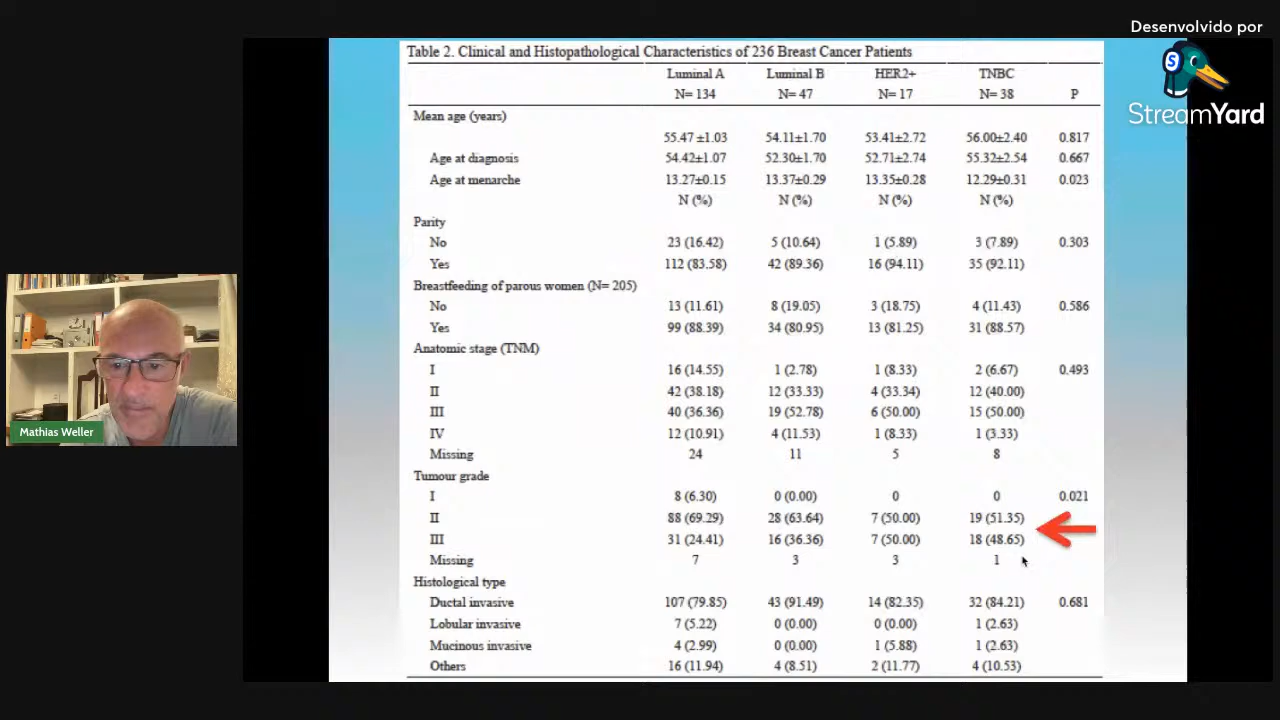 Desenvolvido por
StreamYard
Table 2. Clinical and Histopathological Characteristics of 236 Breast Cancer Patients
Luminal A Luminal B HER2+ TNBC
N= 134 N= 47 N= 17 N= 38 P
Mean age (years)
55.47 ±1.03 54.11±1.70 53.41±2.72 56.00±2.40 0.817
Age at diagnosis 54.42±1.07 52.30±1.70 52.71±2.74 55.32±2.54 0.667
Age at menarche 13.27±0.15 13.37±0.29 13.35±0.28 12.29±0.31 0.023
N (%) N (%) N (%) N (%)
Parity
No 23 (16.42) 5 (10.64) 1 (5.89) 3 (7.89) 0.303
Yes 112 (83.58) 42 (89.36) 16 (94.11) 35 (92.11)
Breastfeeding of parous women (N= 205)
No 13 (11.61) 8 (19.05) 3 (18.75) 4 (11.43) 0.586
Yes 99 (88.39) 34 (80.95) 13 (81.25) 31 (88.57)
Anatomic stage (TNM)
I 16 (14.55) 1 (2.78) 1 (8.33) 2 (6.67) 0.493
II 42 (38.18) 12 (33.33) 4 (33.34) 12 (40.00)
III 40 (36.36) 19 (52.78) 6 (50.00) 15 (50.00)
IV 12 (10.91) 4 (11.53) 1 (8.33) 1 (3.33)
Missing 24 11 5 8
Tumour grade
I 8 (6.30) 0 (0.00) 0 0 0.021
II 88 (69.29) 28 (63.64) 7 (50.00) 19 (51.35)
III 31 (24.41) 16 (36.36) 7 (50.00) 18 (48.65)
Missing 7 3 3 1
Histological type
Ductal invasive 107 (79.85) 43 (91.49) 14 (82.35) 32 (84.21) 0.681
Lobular invasive 7 (5.22) 0 (0.00) 0 (0.00) 1 (2.63)
Mucinous invasive 4 (2.99) 0 (0.00) 1 (5.88) 1 (2.63)
Others 16 (11.94) 4 (8.51) 2 (11.77) 4 (10.53)
Mathias Weller